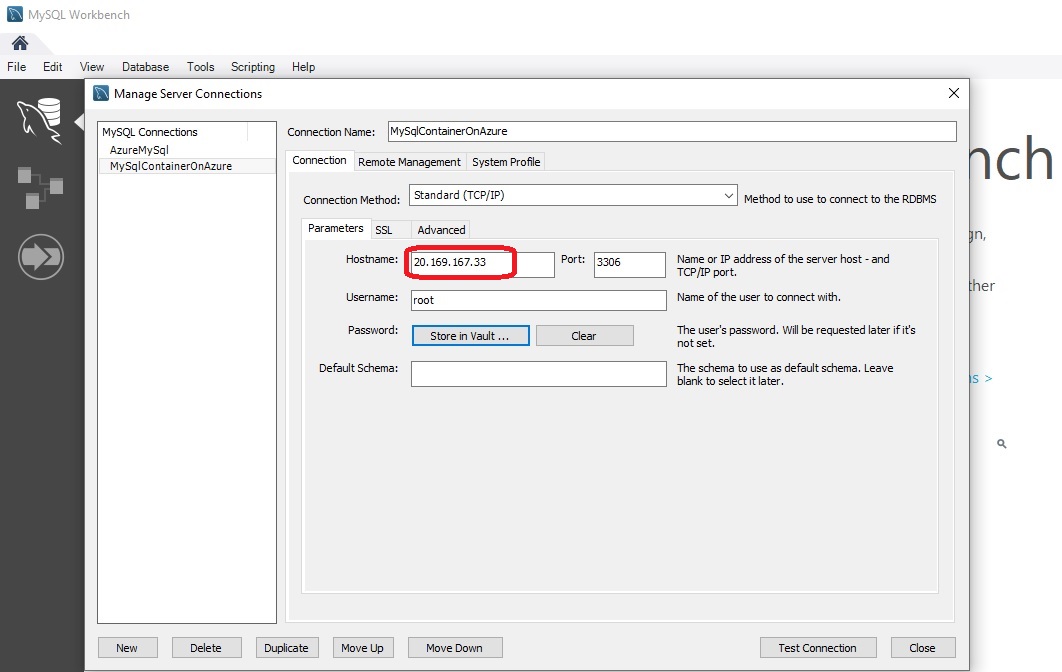 MySQL Workbench
File Edit View Database Tools Scripting Help
Manage Server Connections
MySQL Connections
AzureMySql
MySqlContainerOnAzure
Connection Name: MySqlContainerOnAzure
Connection Remote Management System Profile
Connection Method: Standard (TCP/IP) Method to use to connect to the RDBMS
Parameters SSL Advanced
Hostname: 20.169.167.33 Port: 3306 Name or IP address of the server host - and
TCP/IP port.
Username: root Name of the user to connect with.
Password: Store in Vault ... Clear The user's password. Will be requested later if it's
not set.
Default Schema: The schema to use as default schema. Leave
blank to select it later.
New Delete Duplicate Move Up Move Down Test Connection Close
nch
gn,
ther
s >